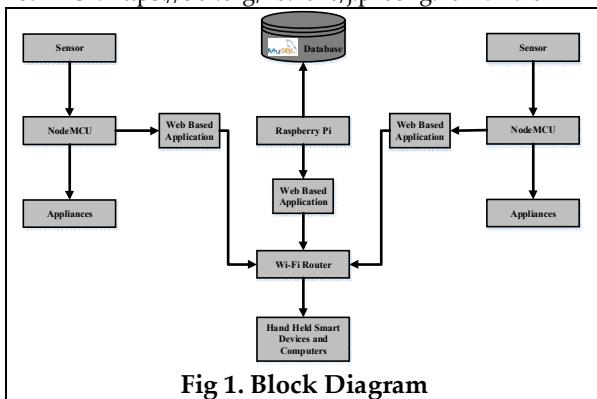 Sensor
NodeMCU
Appliances
Web Based
Application
MySQL
Database
Raspberry Pi
Web Based
Application
Wi-Fi Router
Hand Held Smart
Devices and
Computers
Web Based
Application
Sensor
NodeMCU
Appliances
Fig 1. Block Diagram